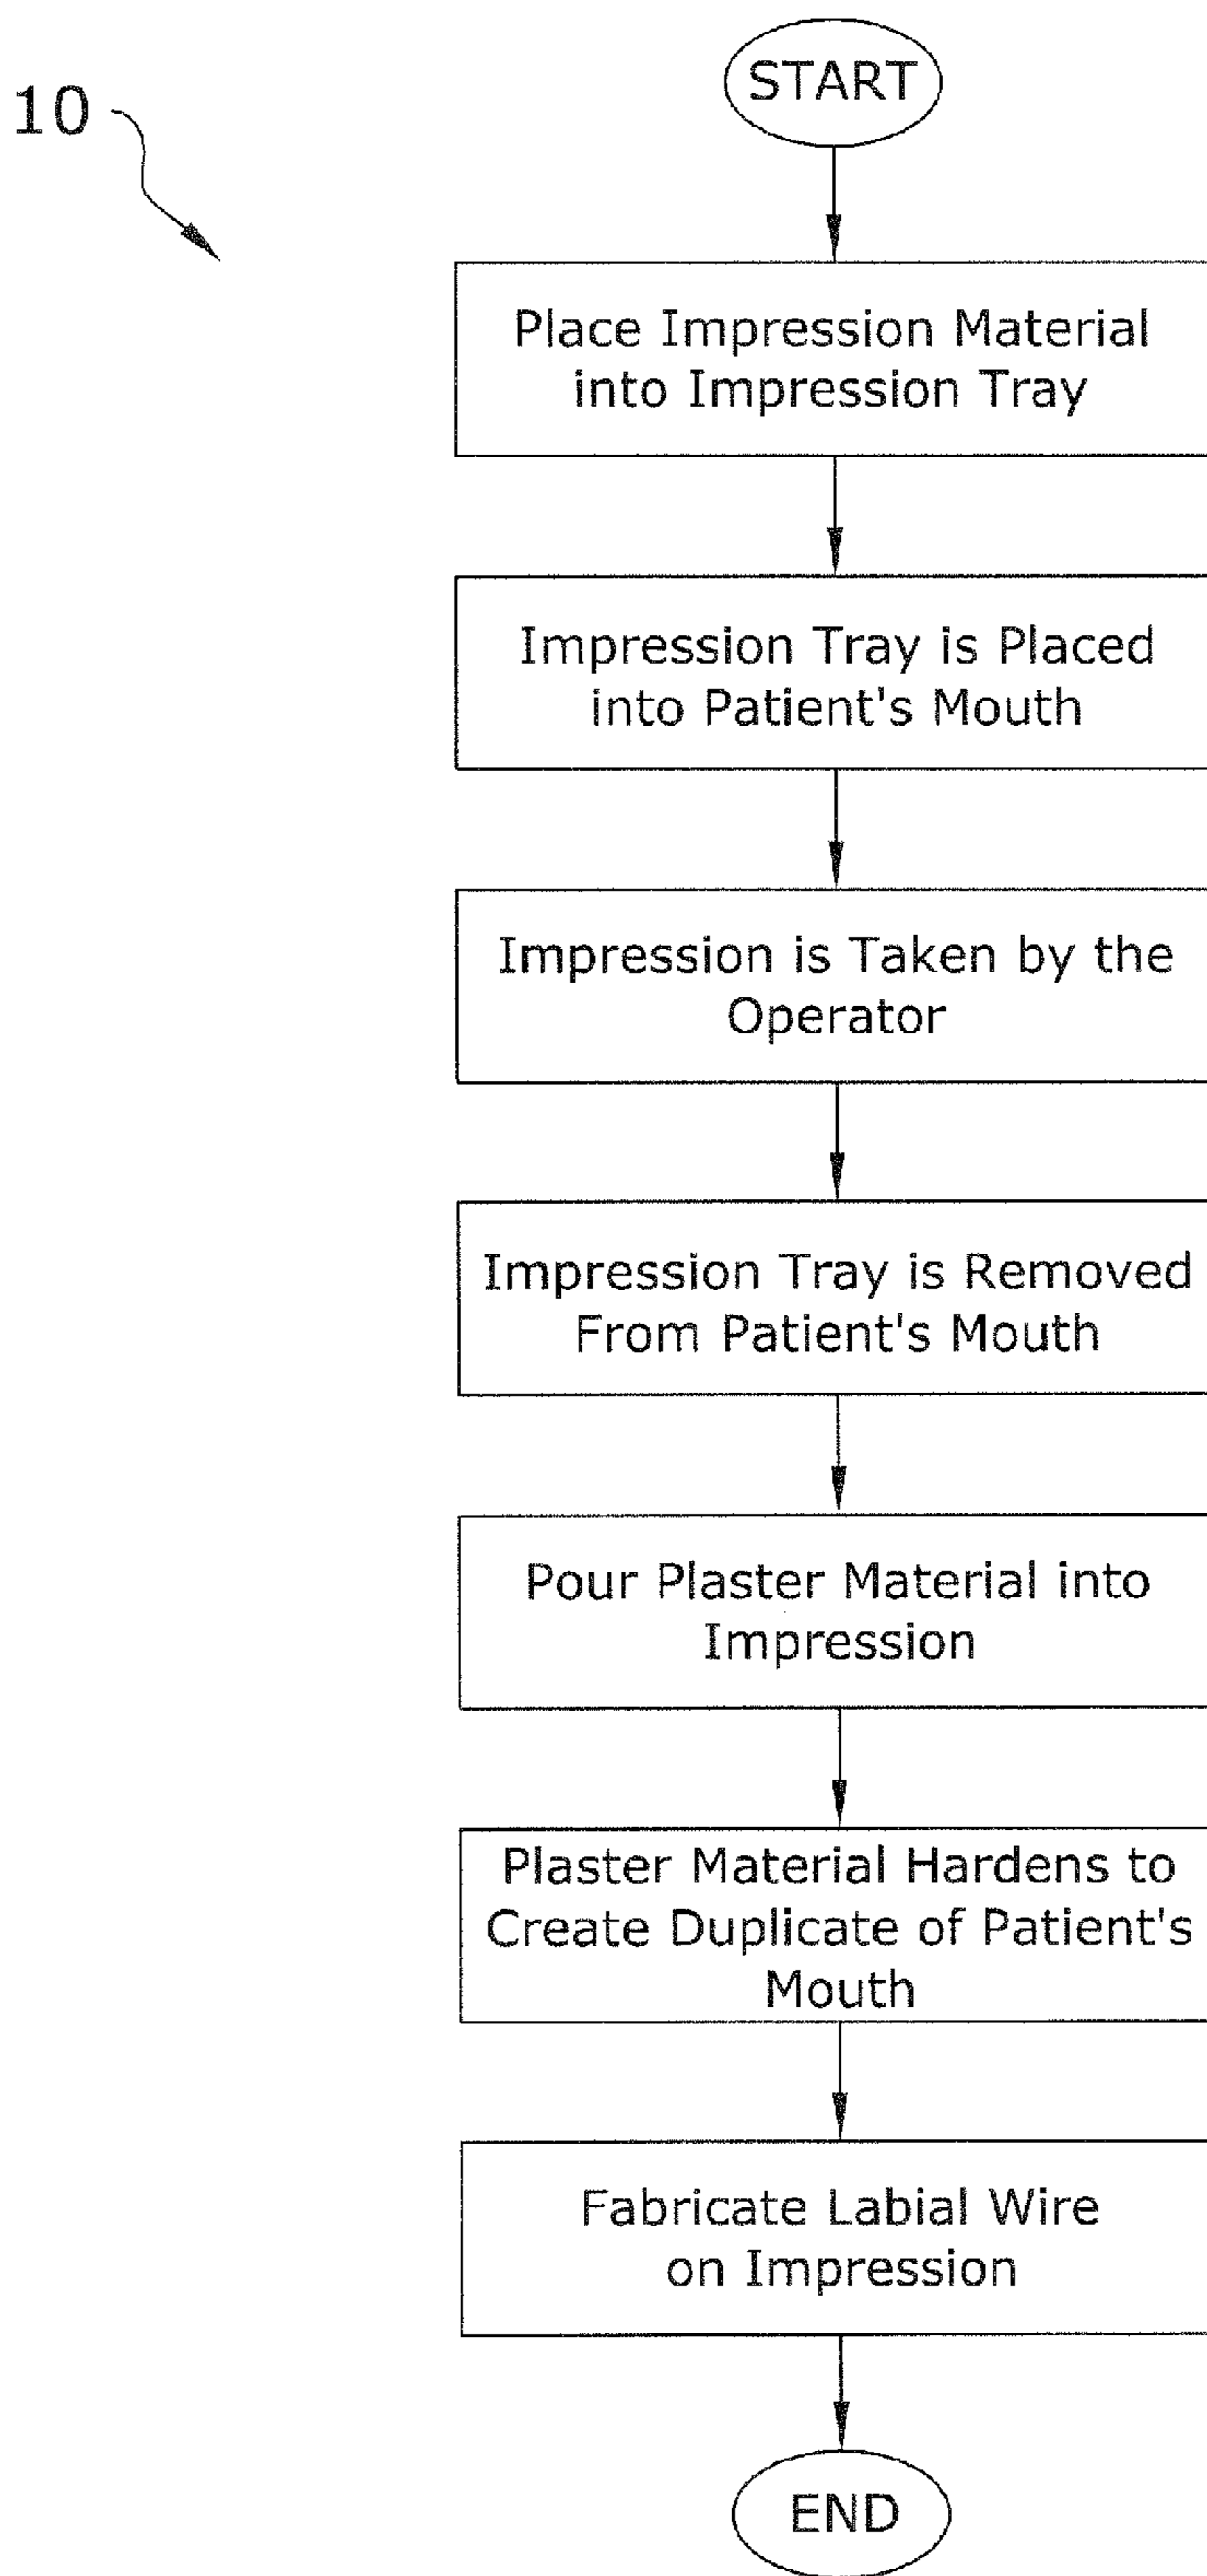 START
10
Place Impression Material
into Impression Tray
Impression Tray is Placed
into Patient's Mouth
Impression is Taken by the
Operator
Impression Tray is Removed
From Patient's Mouth
Pour Plaster Material into
Impression
Plaster Material Hardens to
Create Duplicate of Patient's
Mouth
Fabricate Labial Wire
on Impression
END